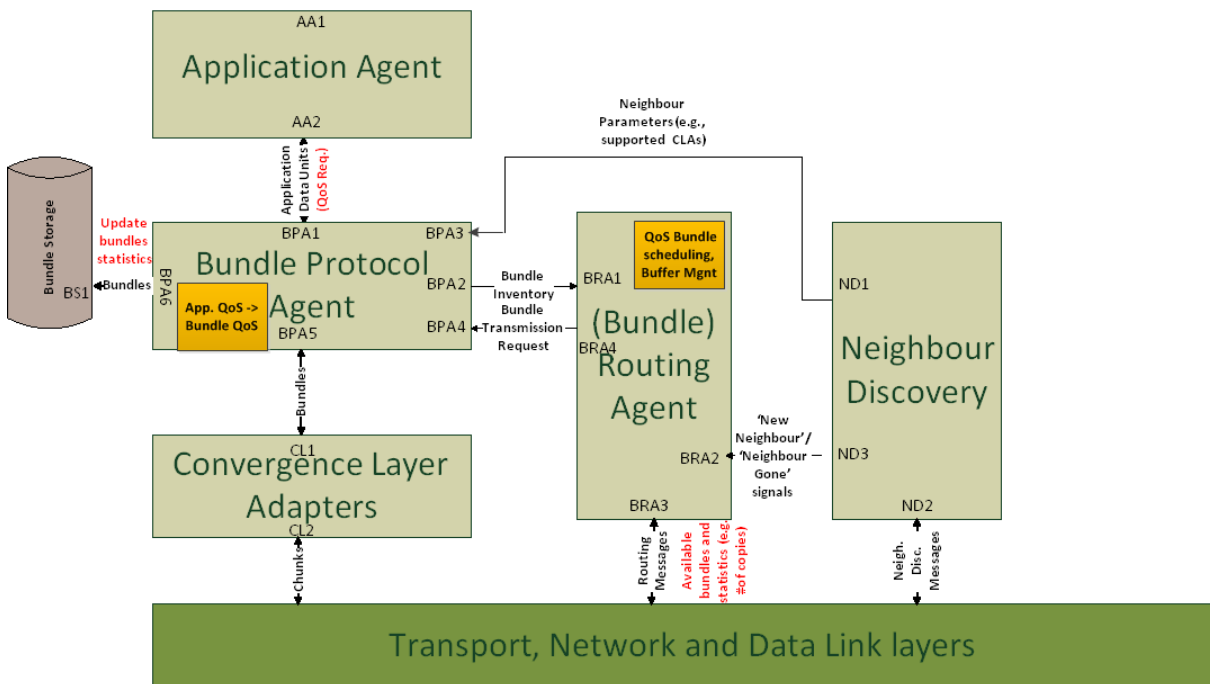 AA1
Application Agent
AA2
Application
Data Units
(QoS Req.)
Neighbour
Parameters (e.g.,
supported CLAs)
Bundle Storage
BS1
Update
bundles
statistics
Bundles
BPA1
BPA3
Bundle Protocol
Agent
BPA2
BPA6
App. QoS ->
Bundle QoS
BPA4
BPA5
Bundle
Inventory
Bundle
Transmission
Request
QoS Bundle
scheduling,
Buffer Mgnt
BRA1
(Bundle)
BRA4
Routing
Agent
BRA2
BRA3
ND1
Neighbour
Discovery
ND3
ND2
‘New
Neighbour’/
‘Neighbour
Gone’
signals
Bundles
CL1
Convergence Layer
Adapters
CL2
Chunks
Routing
Messages
Available
bundles and
statistics (e.g.
#of copies)
Neigh.
Disc.
Messages
Transport, Network and Data Link layers